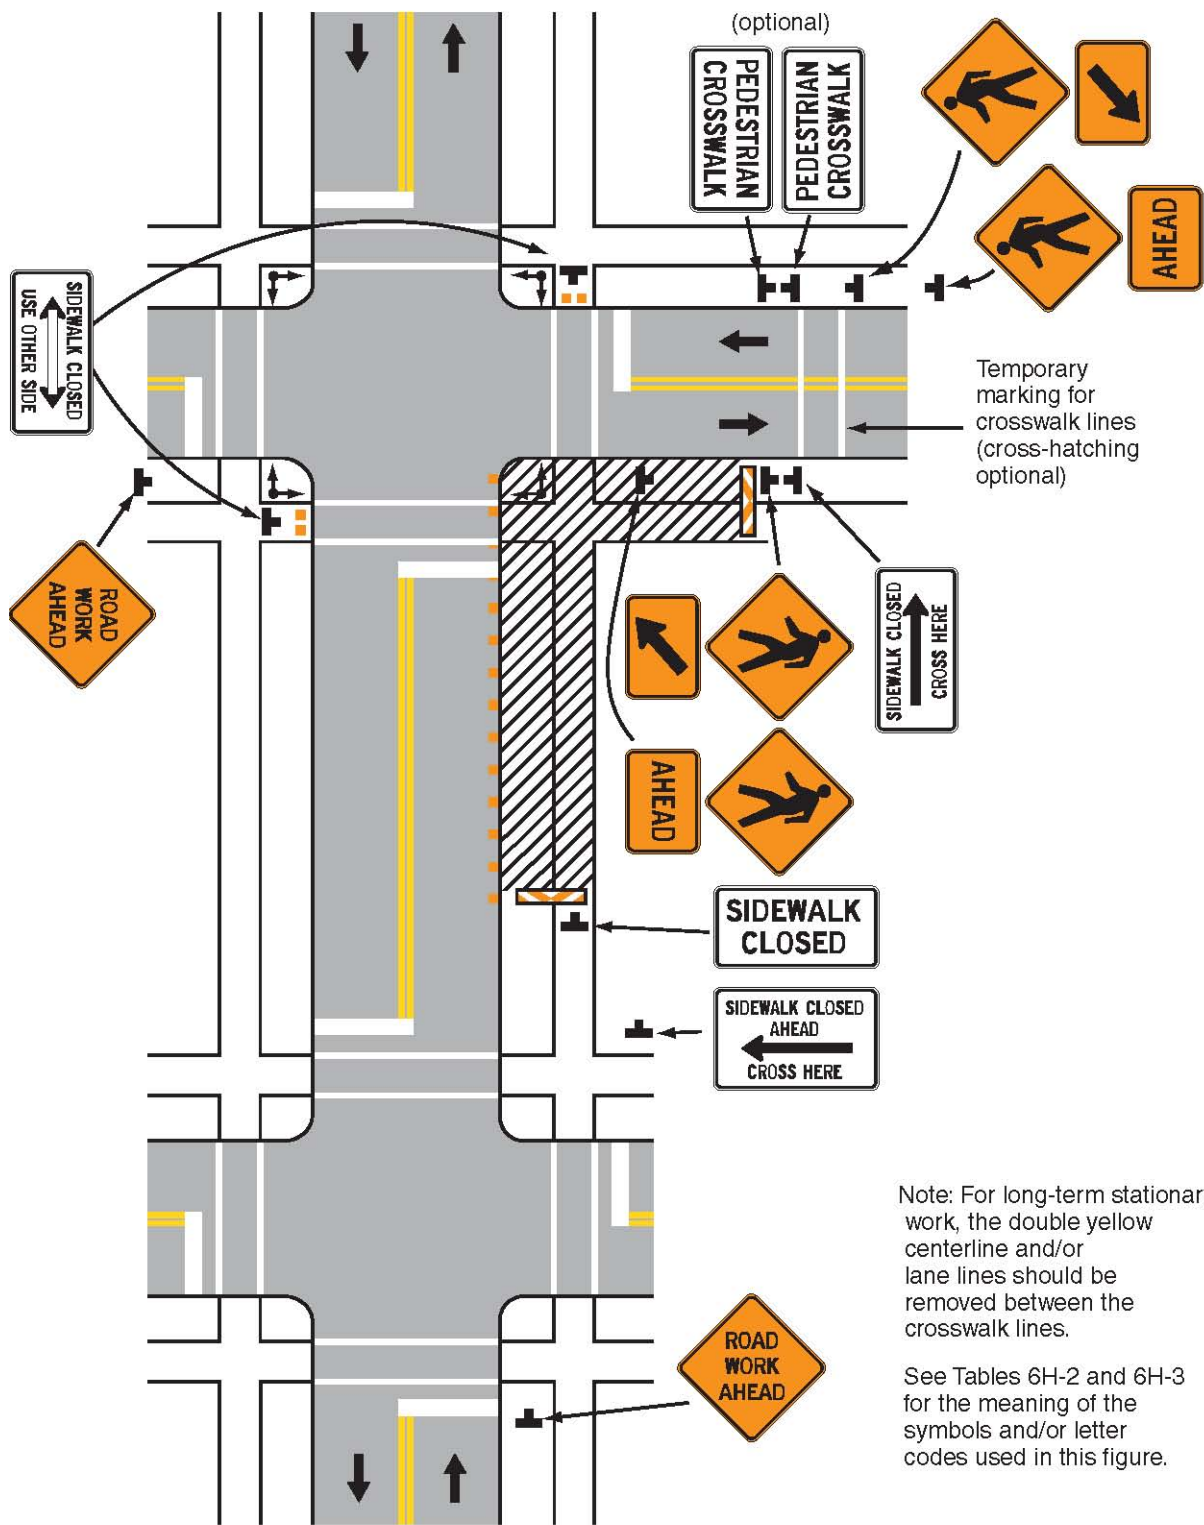 (optional)
PEDESTRIAN
CROSSWALK
PEDESTRIAN
CROSSWALK
AHEAD
SIDEWALK CLOSED
USE OTHER SIDE
Temporary
marking for
crosswalk lines
(cross-hatching
optional)
ROAD
WORK
AHEAD
SIDEWALK CLOSED
CROSS HERE
AHEAD
SIDEWALK
CLOSED
SIDEWALK CLOSED
AHEAD
CROSS HERE
Note: For long-term stationar
work, the double yellow
centerline and/or
lane lines should be
removed between the
crosswalk lines.
ROAD
WORK
AHEAD
See Tables 6H-2 and 6H-3
for the meaning of the
symbols and/or letter
codes used in this figure.